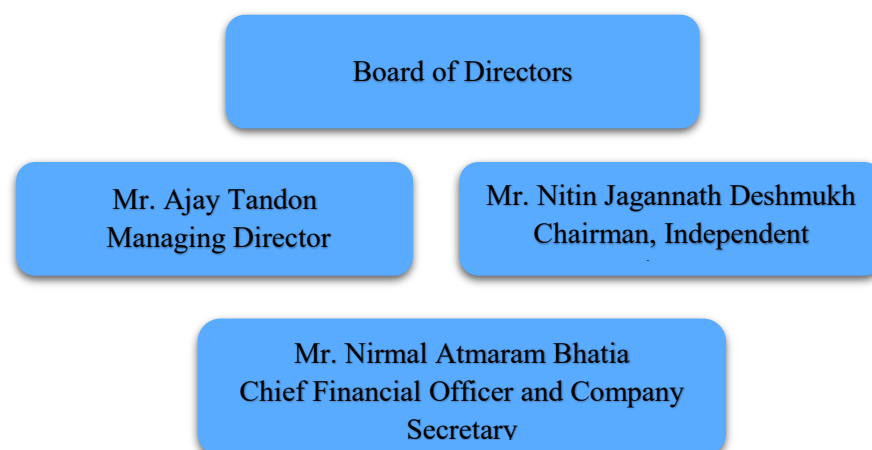 Board of Directors
Mr. Ajay Tandon
Managing Director
Mr. Nitin Jagannath Deshmukh
Chairman, Independent
Mr. Nirmal Atmaram Bhatia
Chief Financial Officer and Company
Secretary